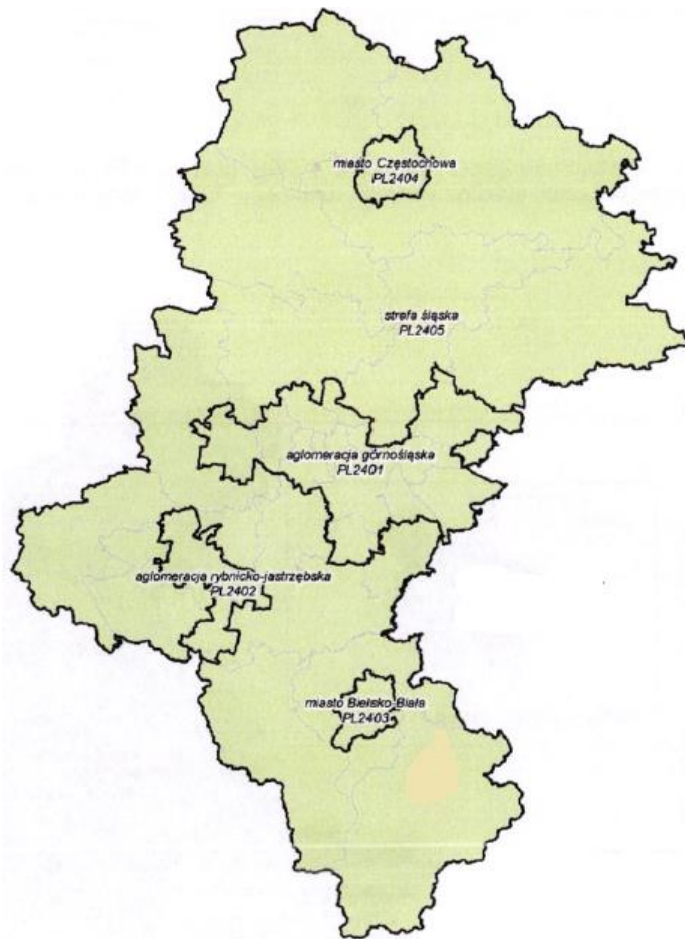 miasto Częstochowa
PL2404
strefa śląska
PL2405
aglomeracja górnośląska
PL2401
aglomeracja rybnicko-jastrzębska
PL2402
miasto Bielsko-Biała
PL2403